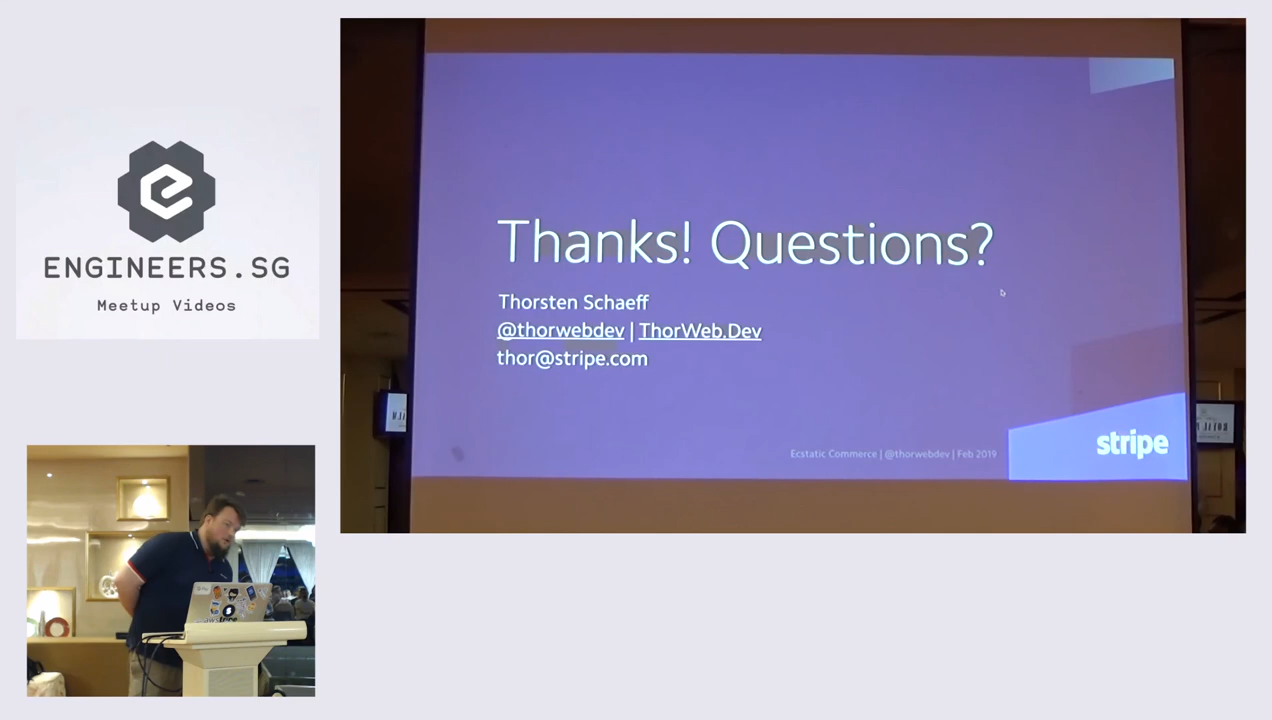 ENGINEERS.SG
Meetup Videos
Thanks! Questions?
Thorsten Schaeff
@thorwebdev | ThorWeb.Dev
thor@stripe.com
Ecstatic Commerce | @thorwebdev | Feb 2019
stripe